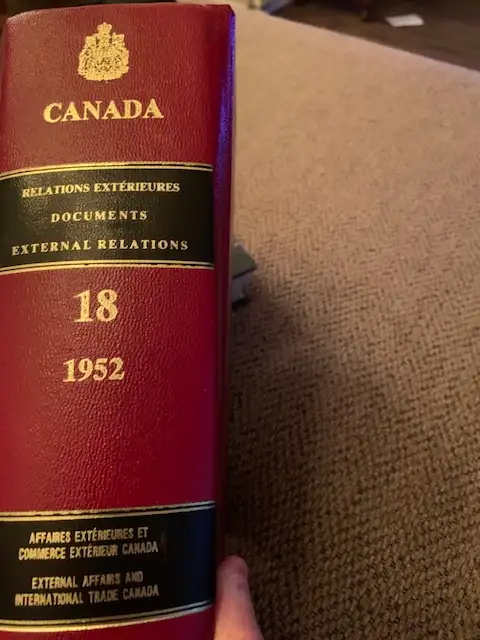 CANADA
RELATIONS EXTÉRIEURES
DOCUMENTS
EXTERNAL RELATIONS
18
1952
AFFAIRES EXTÉRIEURES ET
COMMERCE EXTÉRIEUR CANADA
EXTERNAL AFFAIRS AND
INTERNATIONAL TRADE CANADA